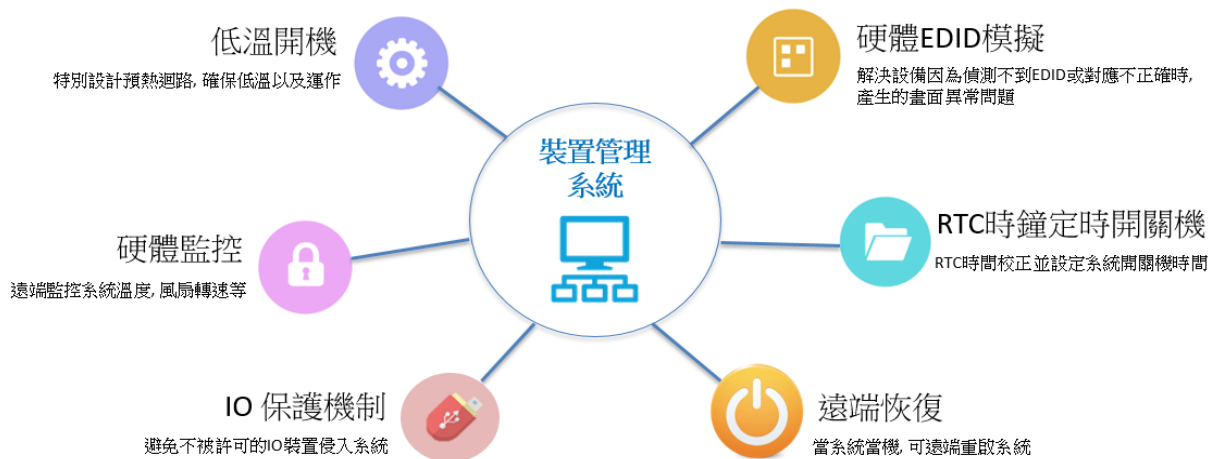 低溫開機
特別設計預熱迴路, 確保低溫以及運作
硬體EDID模擬
解決設備因為偵測不到EDID或對應不正確時,
產生的畫面異常問題
裝置管理
系統
硬體監控
遠端監控系統溫度, 風扇轉速等
RTC時鐘定時開關機
RTC時間校正並設定系統開關機時間
IO 保護機制
避免不被許可的IO裝置侵入系統
遠端恢復
當系統當機, 可遠端重啟系統